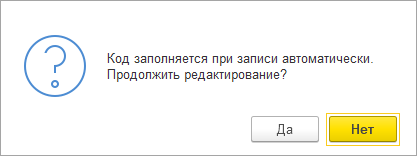 Код заполняется при записи автоматически.
Продолжить редактирование?
Да
Нет